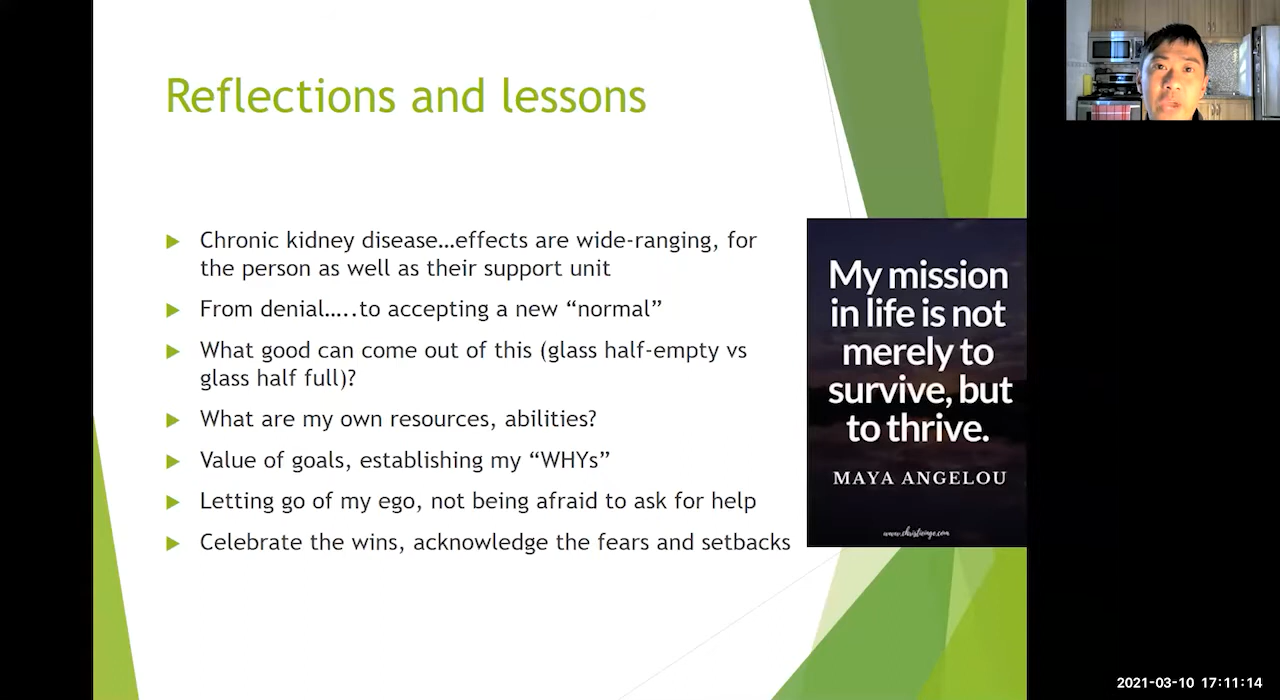 Reflections and lessons
Chronic kidney disease…effects are wide-ranging, for
the person as well as their support unit
From denial…..to accepting a new “normal”
What good can come out of this (glass half-empty vs
glass half full)?
What are my own resources, abilities?
Value of goals, establishing my “WHYs”
Letting go of my ego, not being afraid to ask for help
Celebrate the wins, acknowledge the fears and setbacks
My mission
in life is not
merely to
survive, but
to thrive.
MAYA ANGELOU
2021-03-10 17:11:14